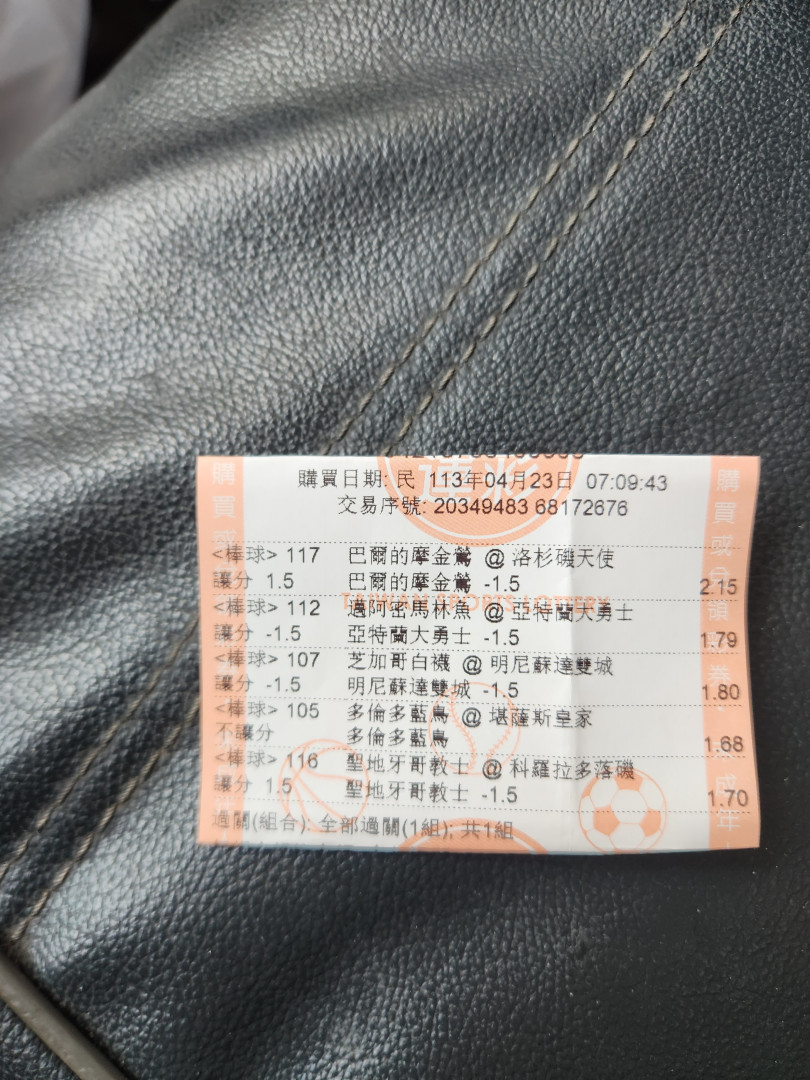 運彩
購買日期: 民 113年04月23日 07:09:43
交易序號: 20349483 68172676
<棒球> 117 巴爾的摩金鶯 @ 洛杉磯天使
讓分 1.5 巴爾的摩金鶯 -1.5 2.15
TAIWAN SPORTS LOTTERY
<棒球> 112 邁阿密馬林魚 @ 亞特蘭大勇士
讓分 -1.5 亞特蘭大勇士 -1.5 1.79
<棒球> 107 芝加哥白襪 @ 明尼蘇達雙城
讓分 -1.5 明尼蘇達雙城 -1.5 1.80
<棒球> 105 多倫多藍鳥 @ 堪薩斯皇家
不讓分 多倫多藍鳥 1.68
<棒球> 116 聖地牙哥教士 @ 科羅拉多落磯
讓分 1.5 聖地牙哥教士 -1.5 1.70
過關(組合): 全部過關(1組); 共1組